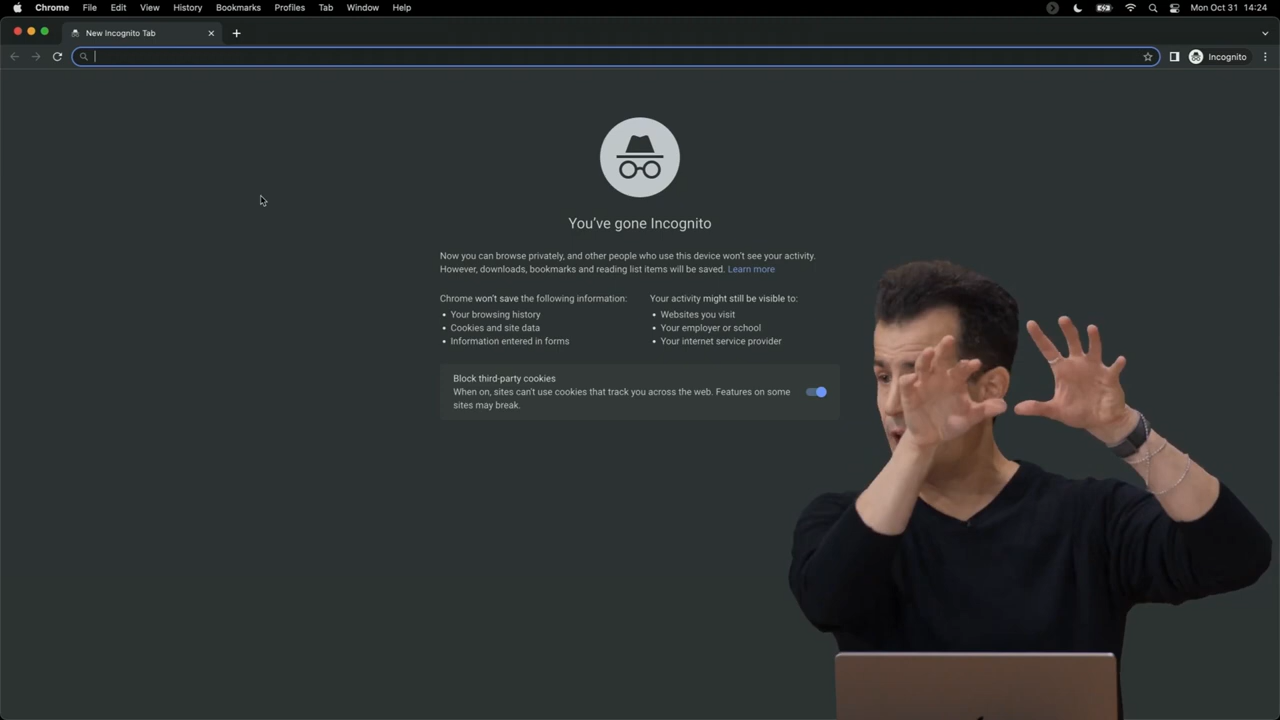 Chrome File Edit View History Bookmarks Profiles Tab Window Help Mon Oct 31 14:24
New Incognito Tab
Incognito
You've gone Incognito
Now you can browse privately, and other people who use this device won't see your activity.
However, downloads, bookmarks and reading list items will be saved. Learn more
Chrome won't save the following information:
• Your browsing history
• Cookies and site data
• Information entered in forms
Your activity might still be visible to:
• Websites you visit
• Your employer or school
• Your internet service provider
Block third-party cookies
When on, sites can't use cookies that track you across the web. Features on some
sites may break.